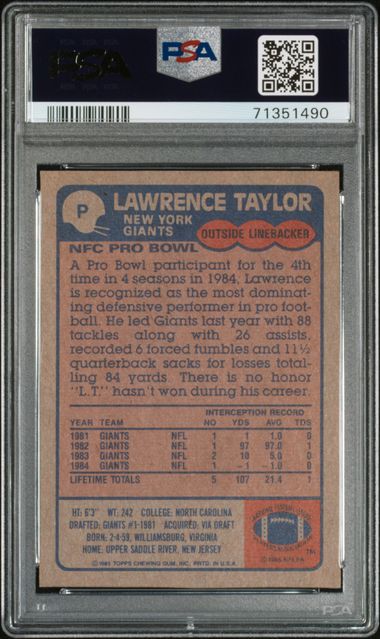 PSA
PSA
71351490
P
LAWRENCE TAYLOR
NEW YORK
GIANTS
OUTSIDE LINEBACKER
NFC PRO BOWL
A Pro Bowl participant for the 4th
time in 4 seasons in 1984, Lawrence
is recognized as the most dominat-
ing defensive performer in pro foot-
ball. He led Giants last year with 88
tackles along with 26 assists,
recorded 6 forced fumbles and 11½
quarterback sacks for losses total-
ling 84 yards. There is no honor
"L.T." hasn't won during his career.
INTERCEPTION RECORD
YEAR TEAM NO YDS AVG TDS
1981 GIANTS NFL 1 1 1.0 0
1982 GIANTS NFL 1 97 97.0 1
1983 GIANTS NFL 2 10 5.0 0
1984 GIANTS NFL 1 -1 -1.0 0
LIFETIME TOTALS 5 107 21.4 1
HT: 6'3" WT: 242 COLLEGE: NORTH CAROLINA
DRAFTED: GIANTS #1-1981 ACQUIRED: VIA DRAFT
BORN: 2-4-59, WILLIAMSBURG, VIRGINIA
HOME: UPPER SADDLE RIVER, NEW JERSEY
© 1985 TOPPS CHEWING GUM, INC. PRTD. IN U.S.A.
TM
© 1985 NFLPA